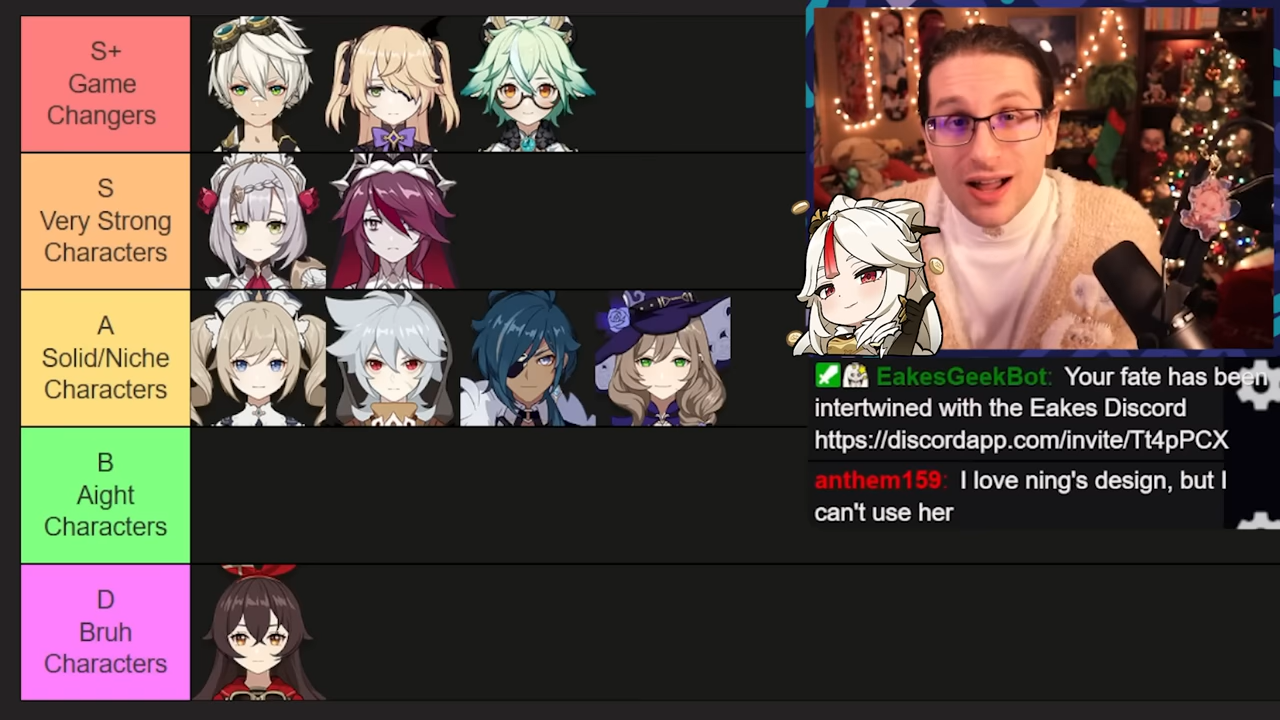 S+
Game
Changers
S
Very Strong
Characters
A
Solid/Niche
Characters
B
Aight
Characters
D
Bruh
Characters
EakesGeekBot: Your fate has been
intertwined with the Eakes Discord
https://discordapp.com/invite/Tt4pPCX
anthem159: I love ning's design, but I
can't use her